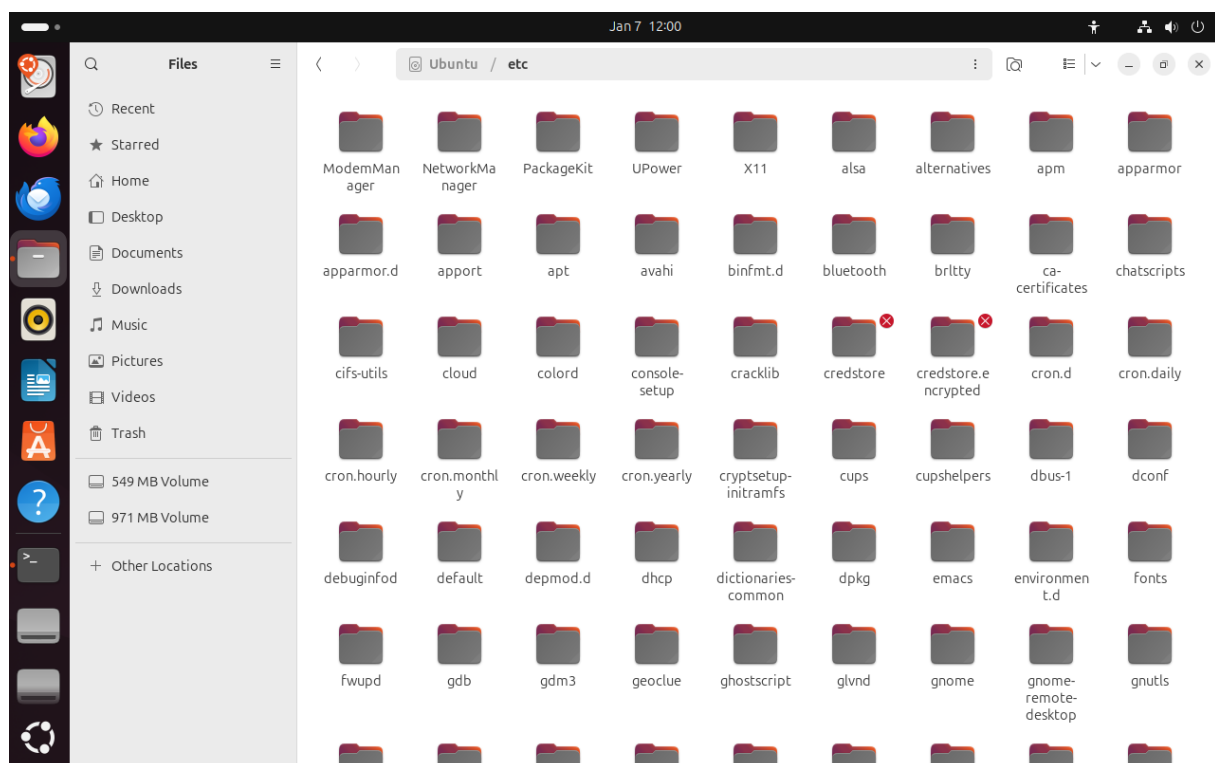 Jan 7 12:00
Files
Ubuntu / etc
Recent
Starred
Home
Desktop
Documents
Downloads
Music
Pictures
Videos
Trash
549 MB Volume
971 MB Volume
+ Other Locations
ModemMan
ager
NetworkMa
nager
PackageKit
UPower
X11
alsa
alternatives
apm
apparmor
apparmor.d
apport
apt
avahi
binfmt.d
bluetooth
brltty
ca-
certificates
chatscripts
cifs-utils
cloud
colord
console-
setup
cracklib
credstore
credstore.e
ncrypted
cron.d
cron.daily
cron.hourly
cron.monthl
y
cron.weekly
cron.yearly
cryptsetup-
initramfs
cups
cupshelpers
dbus-1
dconf
debuginfod
default
depmod.d
dhcp
dictionaries-
common
dpkg
emacs
environmen
t.d
fonts
fwupd
gdb
gdm3
geoclue
ghostscript
glvnd
gnome
gnome-
remote-
desktop
gnutls